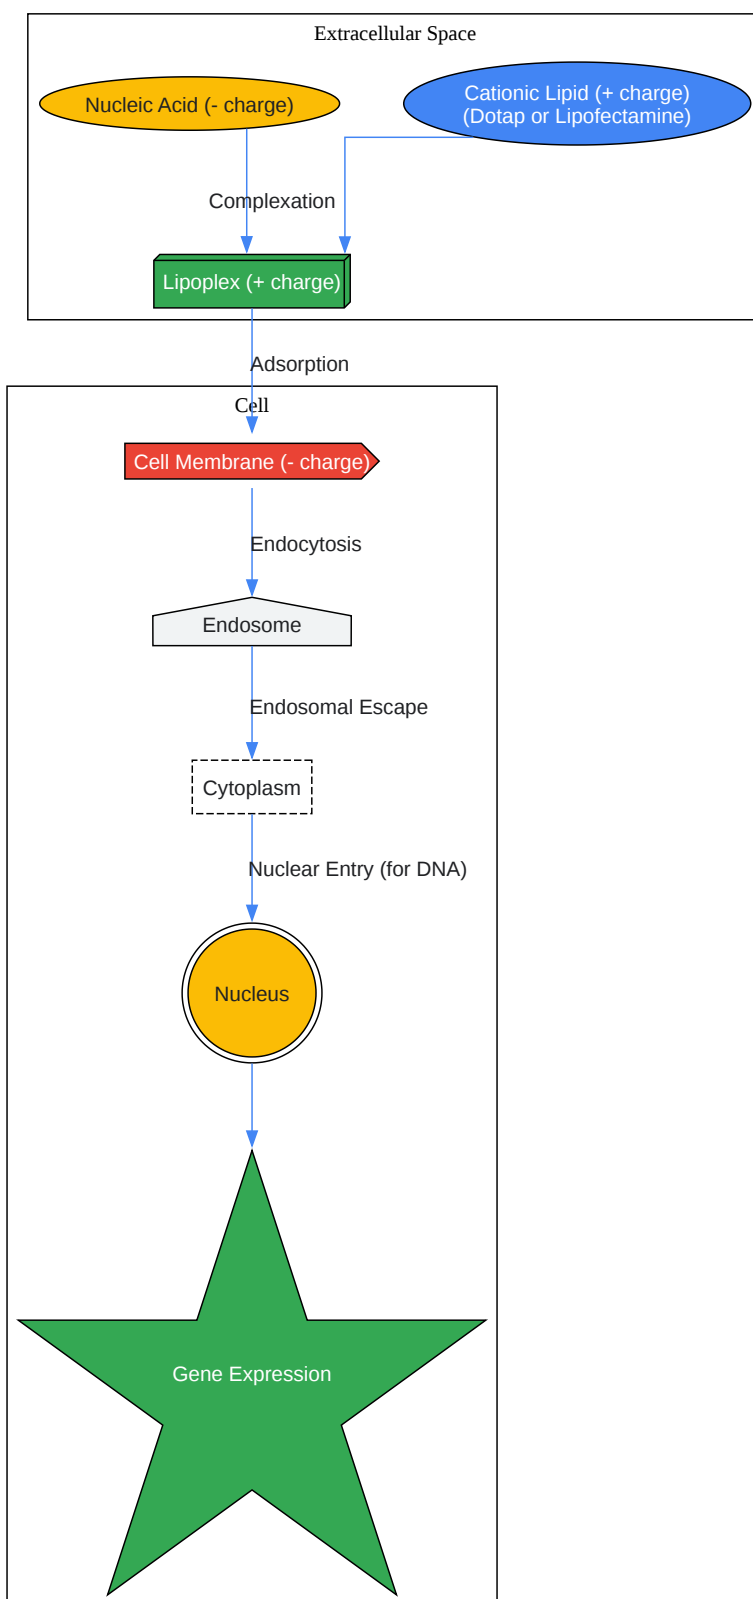 Extracellular Space
Nucleic Acid (- charge)
Cationic Lipid (+ charge)
(Dotap or Lipofectamine)
Complexation
Lipoplex (+ charge)
Adsorption
Cell
Cell Membrane (- charge)
Endocytosis
Endosome
Endosomal Escape
Cytoplasm
Nuclear Entry (for DNA)
Nucleus
Gene Expression